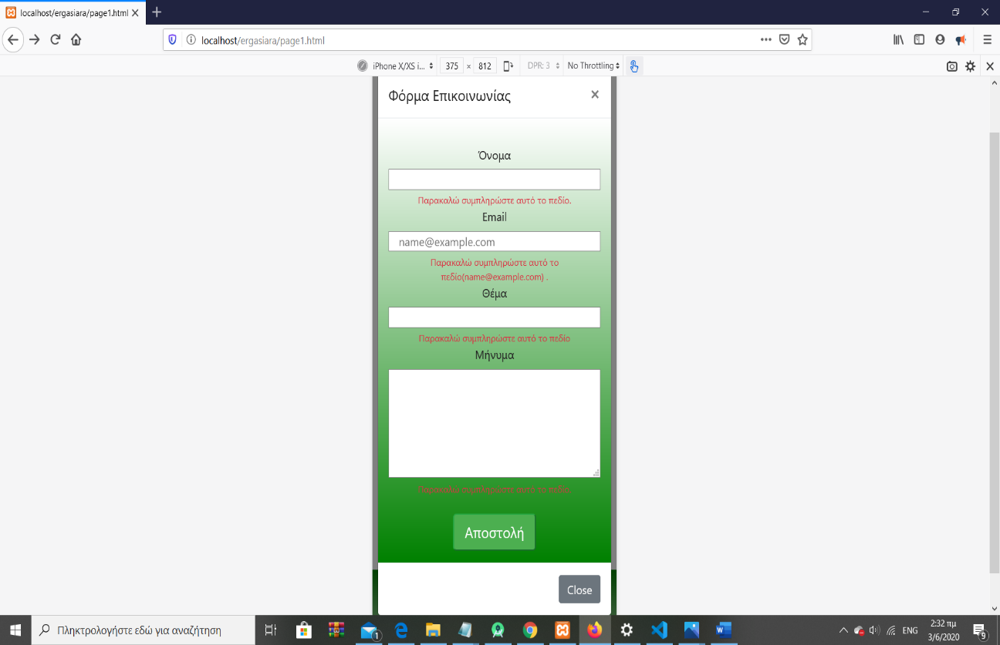 localhost/ergasiara/page1.html
localhost/ergasiara/page1.html
iPhone X/XS i... 375 × 812 DPR: 3 No Throttling
Φόρμα Επικοινωνίας ×
Όνομα
Παρακαλώ συμπληρώστε αυτό το πεδίο.
Email
name@example.com
Παρακαλώ συμπληρώστε αυτό το
πεδίο(name@example.com) .
Θέμα
Παρακαλώ συμπληρώστε αυτό το πεδίο
Μήνυμα
Παρακαλώ συμπληρώστε αυτό το πεδίο
Αποστολή
Close
Πληκτρολογήστε εδώ για αναζήτηση
1
ENG
2:32 πμ
3/6/2020
9